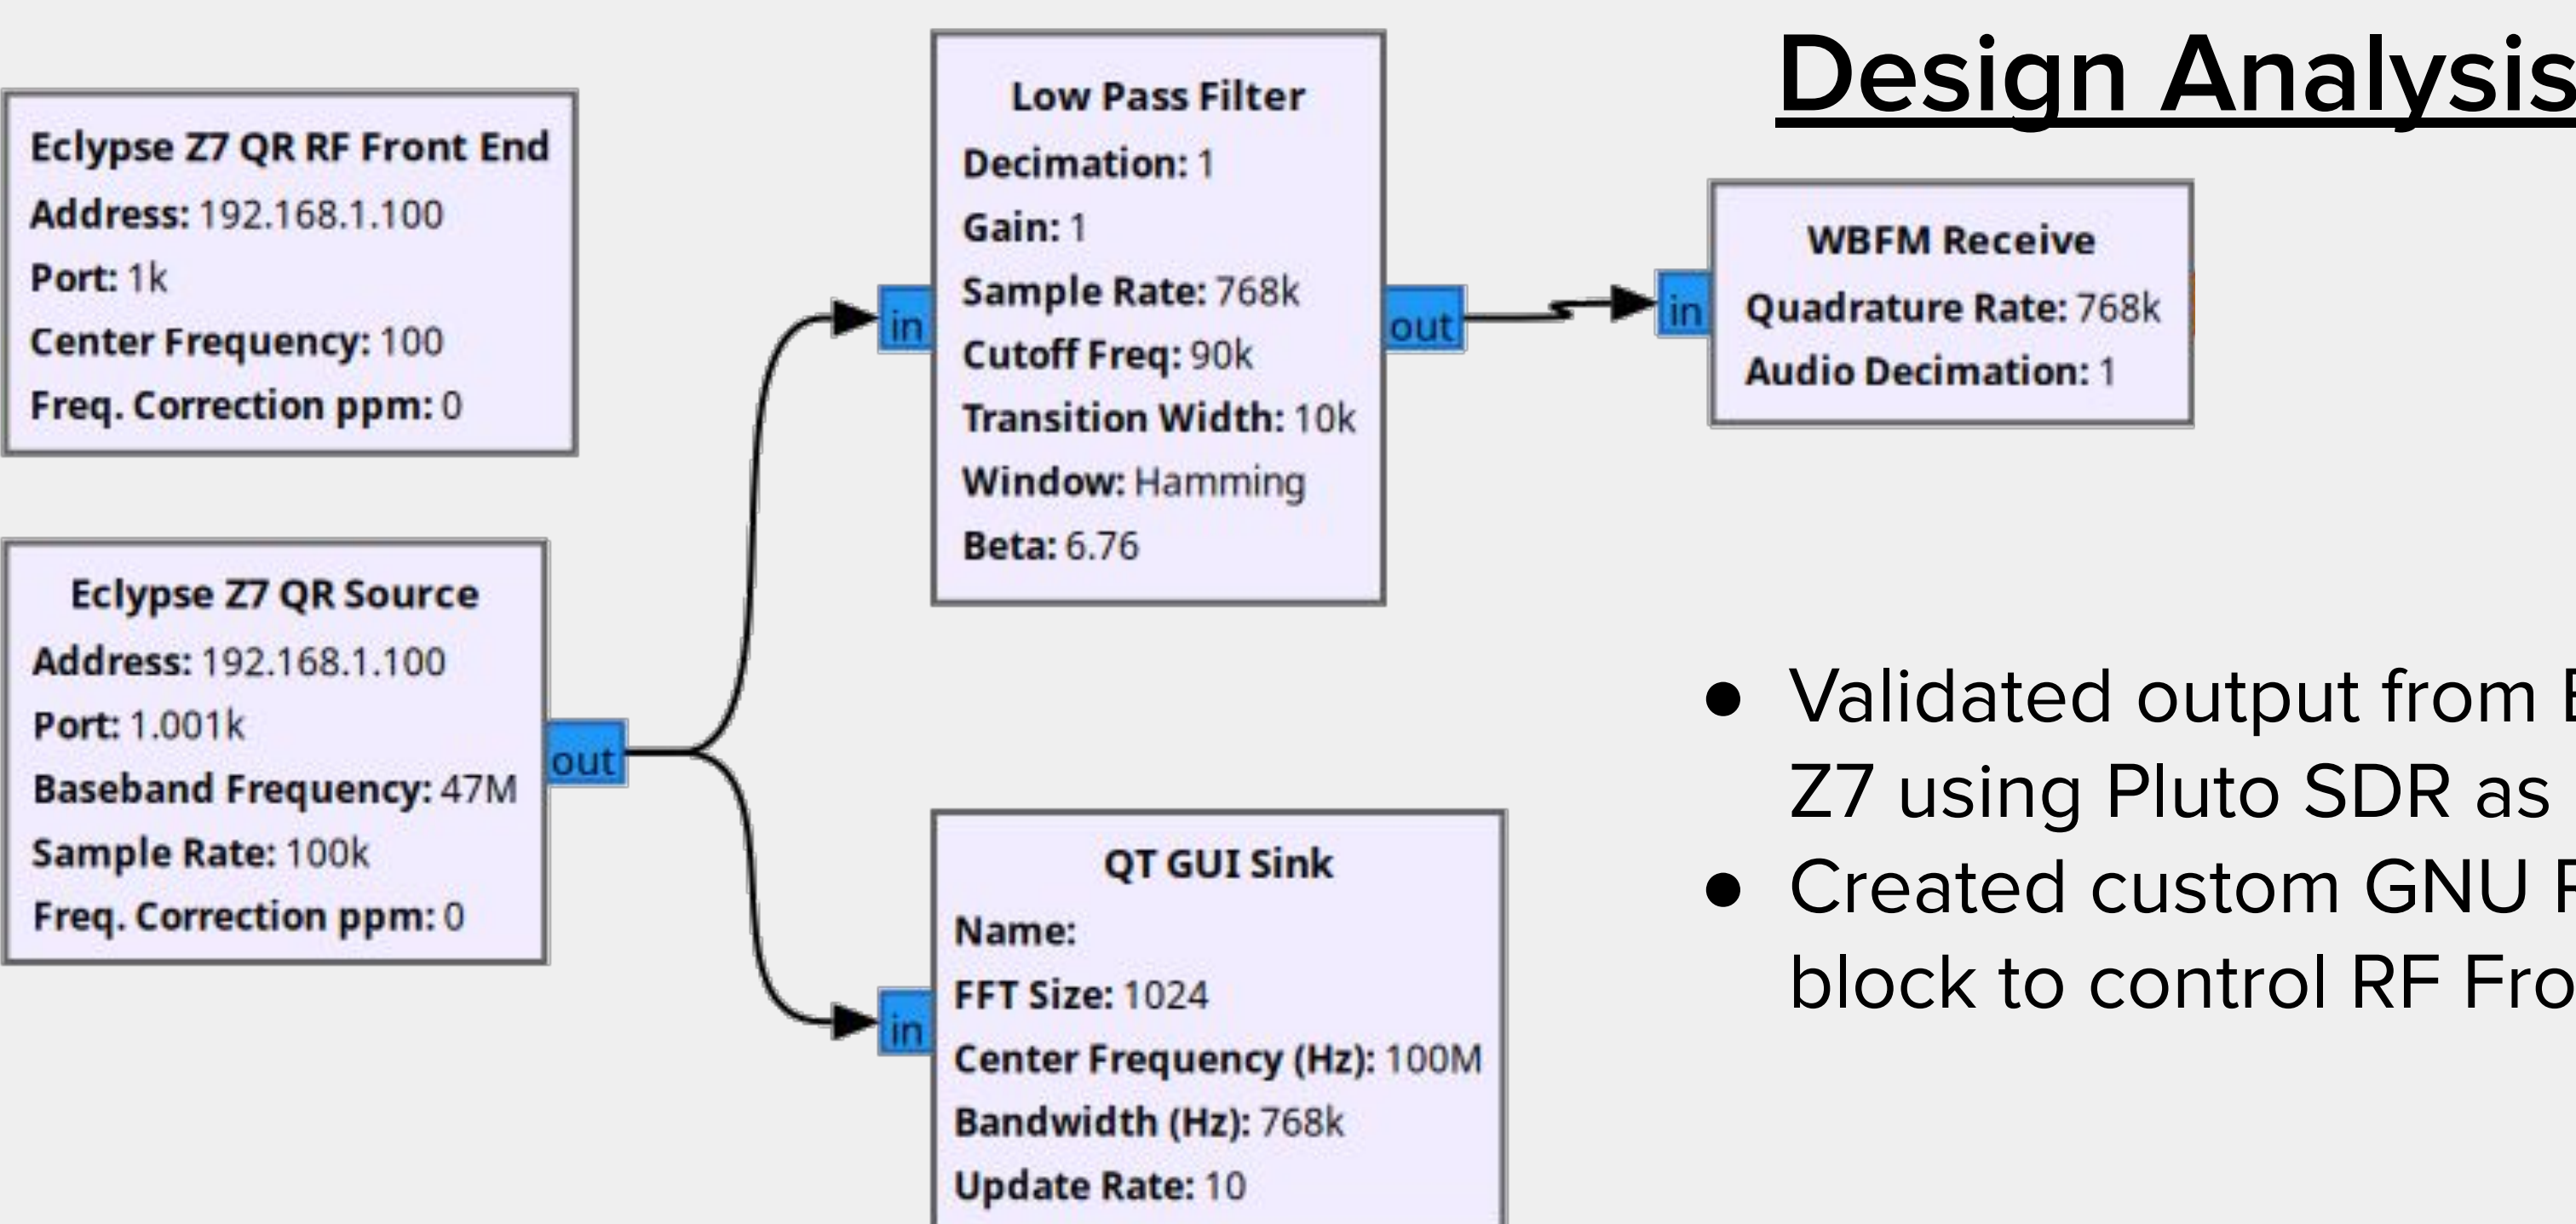 Design Analysis
Eclypse Z7 QR RF Front End
Address: 192.168.1.100
Port: 1k
Center Frequency: 100
Freq. Correction ppm: 0
Eclypse Z7 QR Source
Address: 192.168.1.100
Port: 1.001k
Baseband Frequency: 47M
Sample Rate: 100k
Freq. Correction ppm: 0
out
in
Low Pass Filter
Decimation: 1
Gain: 1
Sample Rate: 768k
Cutoff Freq: 90k
Transition Width: 10k
Window: Hamming
Beta: 6.76
out
in
QT GUI Sink
Name:
FFT Size: 1024
Center Frequency (Hz): 100M
Bandwidth (Hz): 768k
Update Rate: 10
in
WBFM Receive
Quadrature Rate: 768k
Audio Decimation: 1
● Validated output from
Z7 using Pluto SDR as
● Created custom GNU
block to control RF